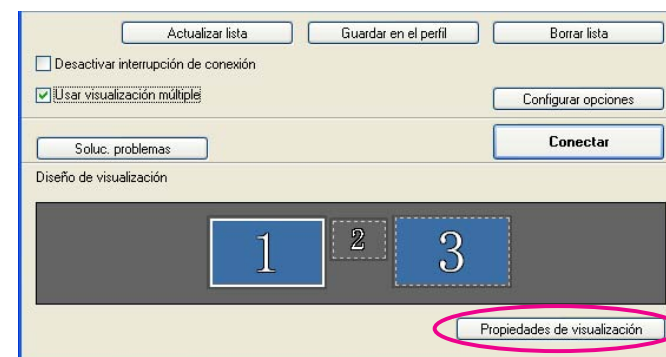 Actualizar lista
Guardar en el perfil
Borrar lista
Desactivar interrupción de conexión
Usar visualización múltiple
Configurar opciones
Conectar
Soluc. problemas
Diseño de visualización
1 2 3
Propiedades de visualización